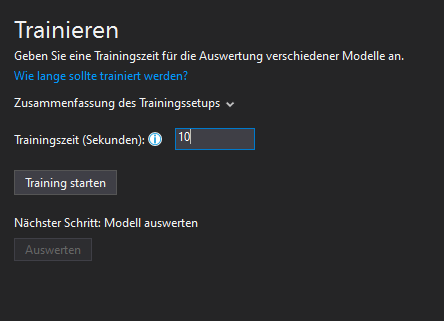 Trainieren
Geben Sie eine Trainingszeit für die Auswertung verschiedener Modelle an.
Wie lange sollte trainiert werden?
Zusammenfassung des Trainingssetups
Trainingszeit (Sekunden): 10
Training starten
Nächster Schritt: Modell auswerten
Auswerten